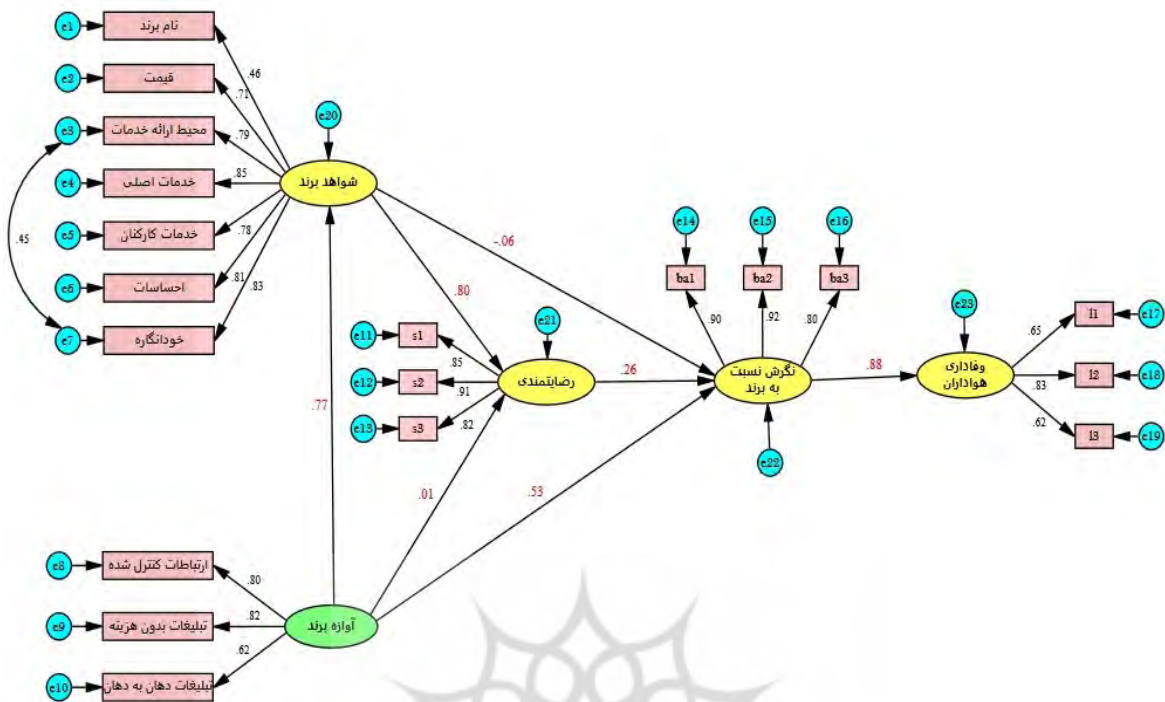 e1
نام برند
.46
e2
قیمت
.71
e3
محیط ارائه خدمات
.79
e20
e4
خدمات اصلی
.85
شواهد برند
e5
خدمات کارکنان
.78
.45
e6
احساسات
.81
e7
خودانگاره
.83
-.06
.80
.77
e11
s1
.85
e12
s2
.91
e13
s3
.82
e21
رضایتمندی
.26
e14
e15
e16
ba1
ba2
ba3
.90
.92
.80
نگرش نسبت
به برند
e22
.88
e23
وفاداری
هواداران
.65
l1
e17
.83
l2
e18
.62
l3
e19
.01
.53
e8
ارتباطات کنترل شده
.80
e9
تبلیغات بدون هزینه
.82
آوازه برند
e10
تبلیغات دهان به دهان
.62